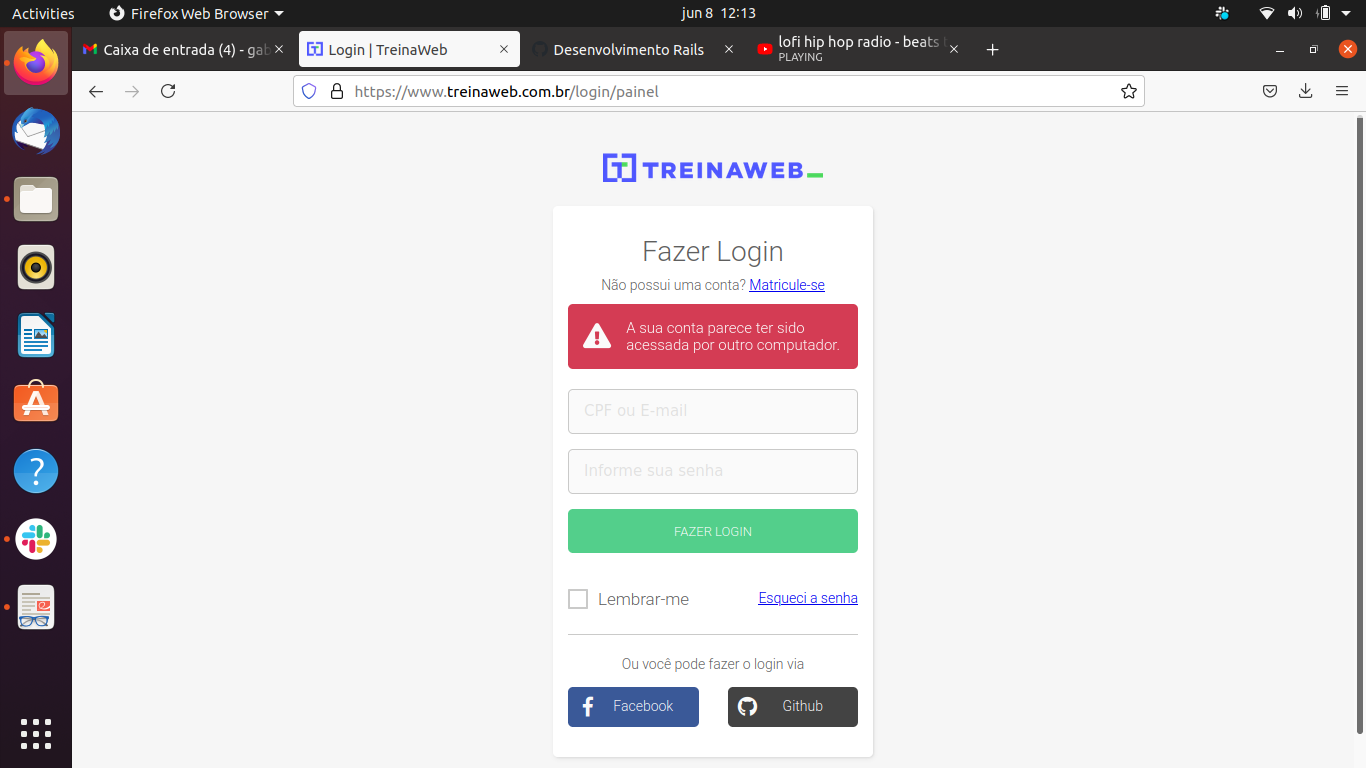 Activities
Firefox Web Browser
jun 8 12:13
Caixa de entrada (4) - gab
Login | TreinaWeb
Desenvolvimento Rails
lofi hip hop radio - beats
PLAYING
https://www.treinaweb.com.br/login/painel
TREINAWEB_
Fazer Login
Não possui uma conta? Matricule-se
A sua conta parece ter sido
acessada por outro computador.
CPF ou E-mail
Informe sua senha
FAZER LOGIN
Lembrar-me
Esqueci a senha
Ou você pode fazer o login via
Facebook
Github